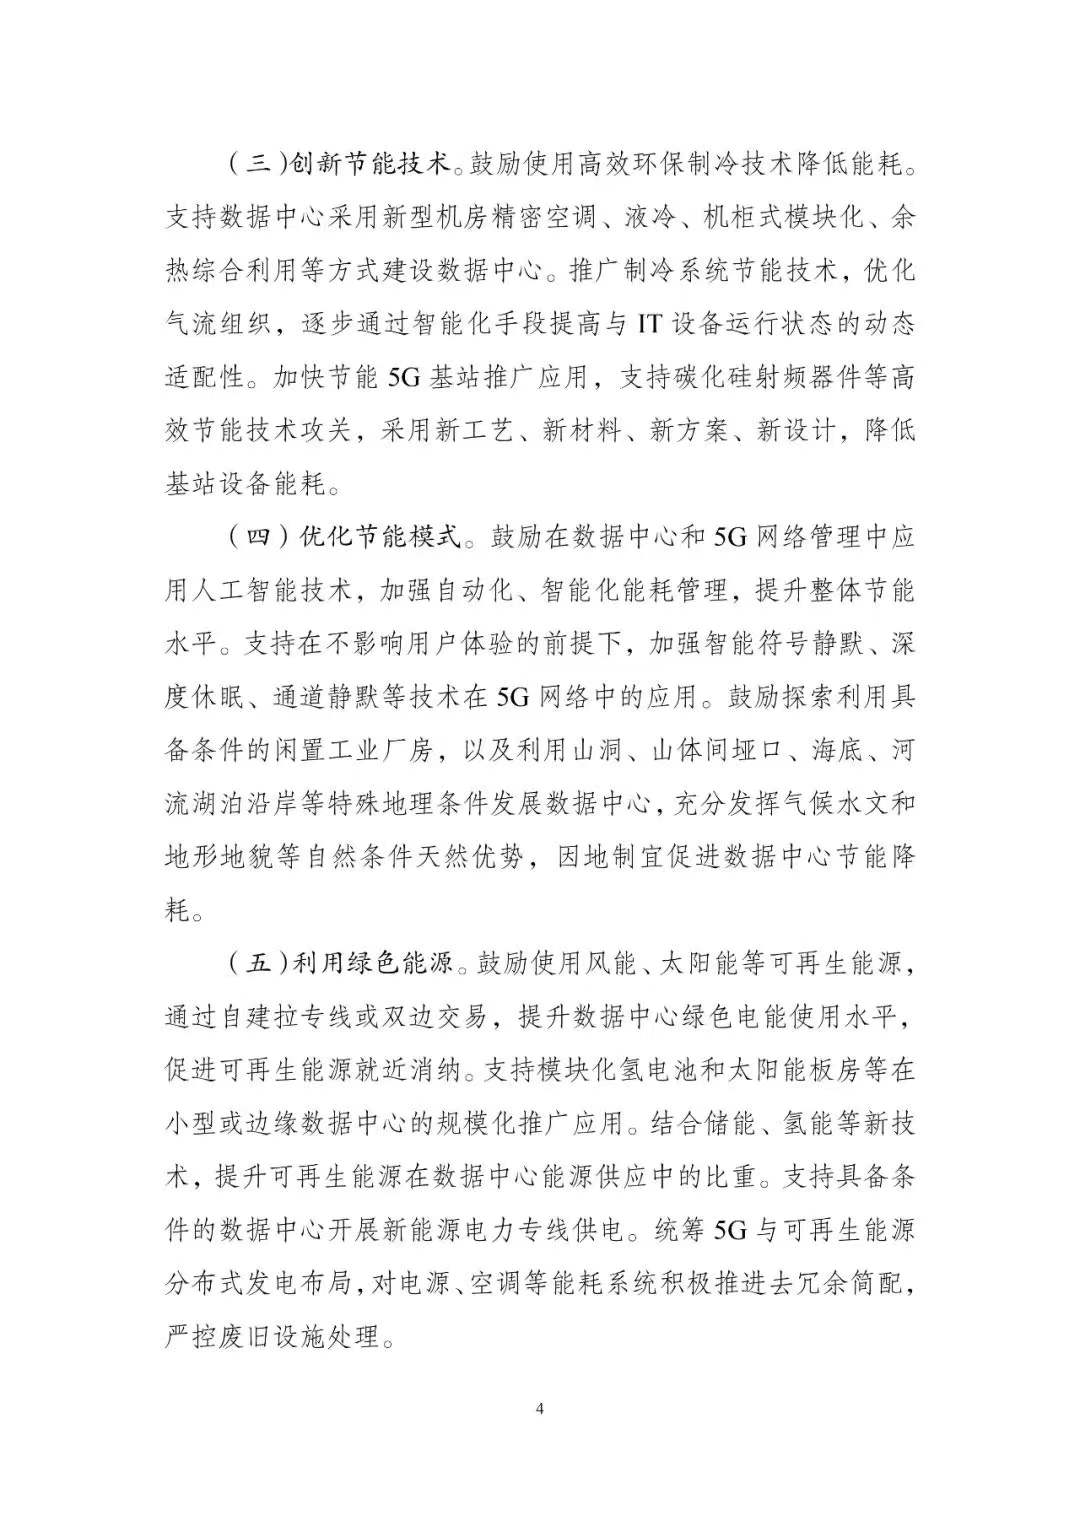 （三）创新节能技术。鼓励使用高效环保制冷技术降低能耗。
支持数据中心采用新型机房精密空调、液冷、机柜式模块化、余
热综合利用等方式建设数据中心。推广制冷系统节能技术，优化
气流组织，逐步通过智能化手段提高与 IT 设备运行状态的动态
适配性。加快节能 5G 基站推广应用，支持碳化硅射频器件等高
效节能技术攻关，采用新工艺、新材料、新方案、新设计，降低
基站设备能耗。
（四）优化节能模式。鼓励在数据中心和 5G 网络管理中应
用人工智能技术，加强自动化、智能化能耗管理，提升整体节能
水平。支持在不影响用户体验的前提下，加强智能符号静默、深
度休眠、通道静默等技术在 5G 网络中的应用。鼓励探索利用具
备条件的闲置工业厂房，以及利用山洞、山体间垭口、海底、河
流湖泊沿岸等特殊地理条件发展数据中心，充分发挥气候水文和
地形地貌等自然条件天然优势，因地制宜促进数据中心节能降
耗。
（五）利用绿色能源。鼓励使用风能、太阳能等可再生能源，
通过自建拉专线或双边交易，提升数据中心绿色电能使用水平，
促进可再生能源就近消纳。支持模块化氢电池和太阳能板房等在
小型或边缘数据中心的规模化推广应用。结合储能、氢能等新技
术，提升可再生能源在数据中心能源供应中的比重。支持具备条
件的数据中心开展新能源电力专线供电。统筹 5G 与可再生能源
分布式发电布局，对电源、空调等能耗系统积极推进去冗余简配，
严控废旧设施处理。
4